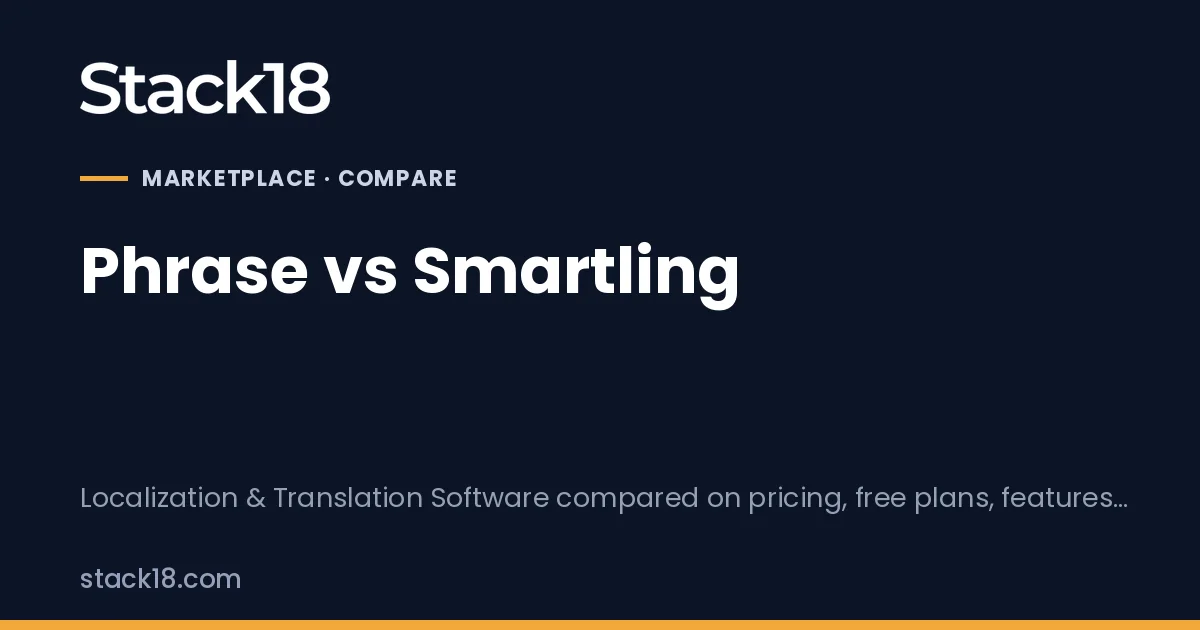 Stack18
MARKETPLACE · COMPARE
Phrase vs Smartling
Localization & Translation Software compared on pricing, free plans, features...
stack18.com